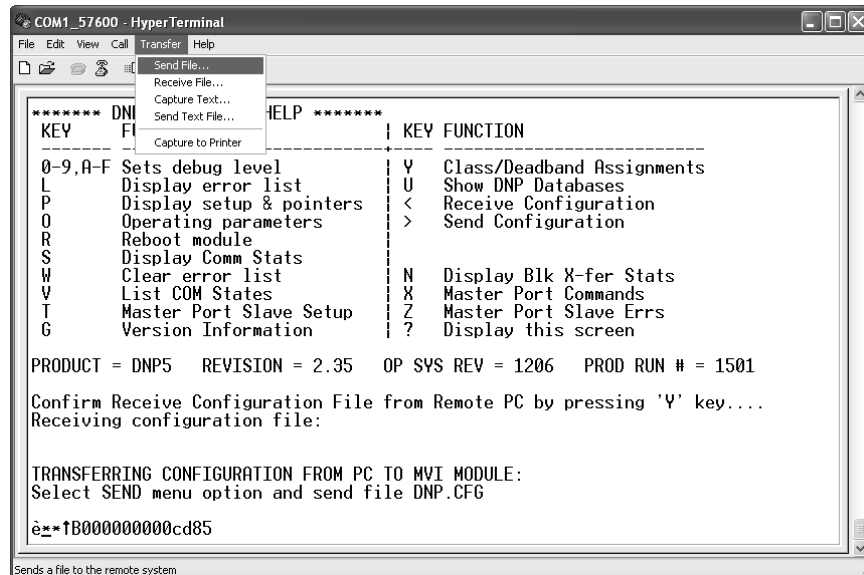 COM1_57600 - HyperTerminal
File Edit View Call Transfer Help
Send File...
Receive File...
Capture Text...
Send Text File...
Capture to Printer
******* DN HELP *******
KEY F | KEY FUNCTION
0-9,A-F Sets debug level | Y Class/Deadband Assignments
L Display error list | U Show DNP Databases
P Display setup & pointers | < Receive Configuration
O Operating parameters | > Send Configuration
R Reboot module |
S Display Comm Stats |
W Clear error list | N Display Blk X-fer Stats
V List COM States | X Master Port Commands
T Master Port Slave Setup | Z Master Port Slave Errs
G Version Information | ? Display this screen
PRODUCT = DNP5 REVISION = 2.35 OP SYS REV = 1206 PROD RUN # = 1501
Confirm Receive Configuration File from Remote PC by pressing 'Y' key....
Receiving configuration file:
TRANSFERRING CONFIGURATION FROM PC TO MVI MODULE:
Select SEND menu option and send file DNP.CFG
è**↑B000000000cd85
Sends a file to the remote system